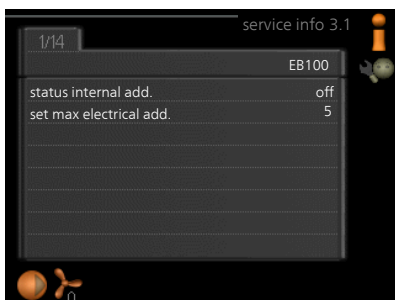 service info 3.1
1/14
EB100
status internal add. off
set max electrical add. 5
0